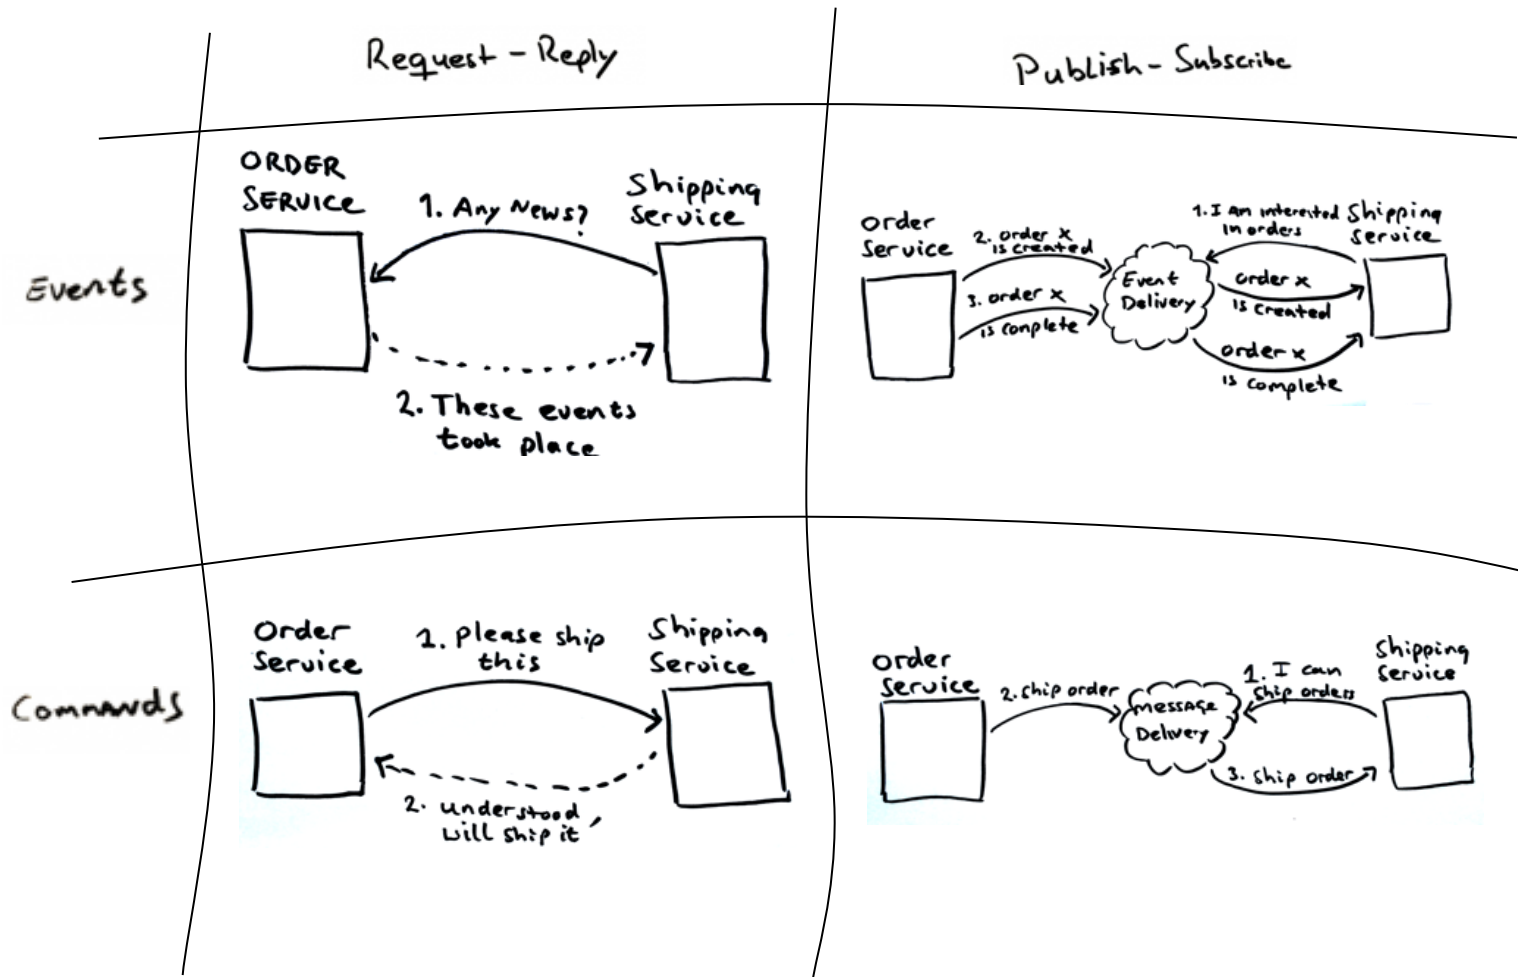 Request - Reply
Publish - Subscribe
Events
ORDER
SERVICE
1. Any News?
Shipping
Service
2. These events
took place
Order
Service
2. order x
is created
3. order x
is complete
Event
Delivery
1. I am interested
in orders
Shipping
Service
order x
is created
order x
is complete
Commands
Order
Service
1. Please ship
this
Shipping
Service
2. understood,
will ship it
Order
Service
2. ship order
message
Delivery
1. I can
ship orders
Shipping
Service
3. ship order